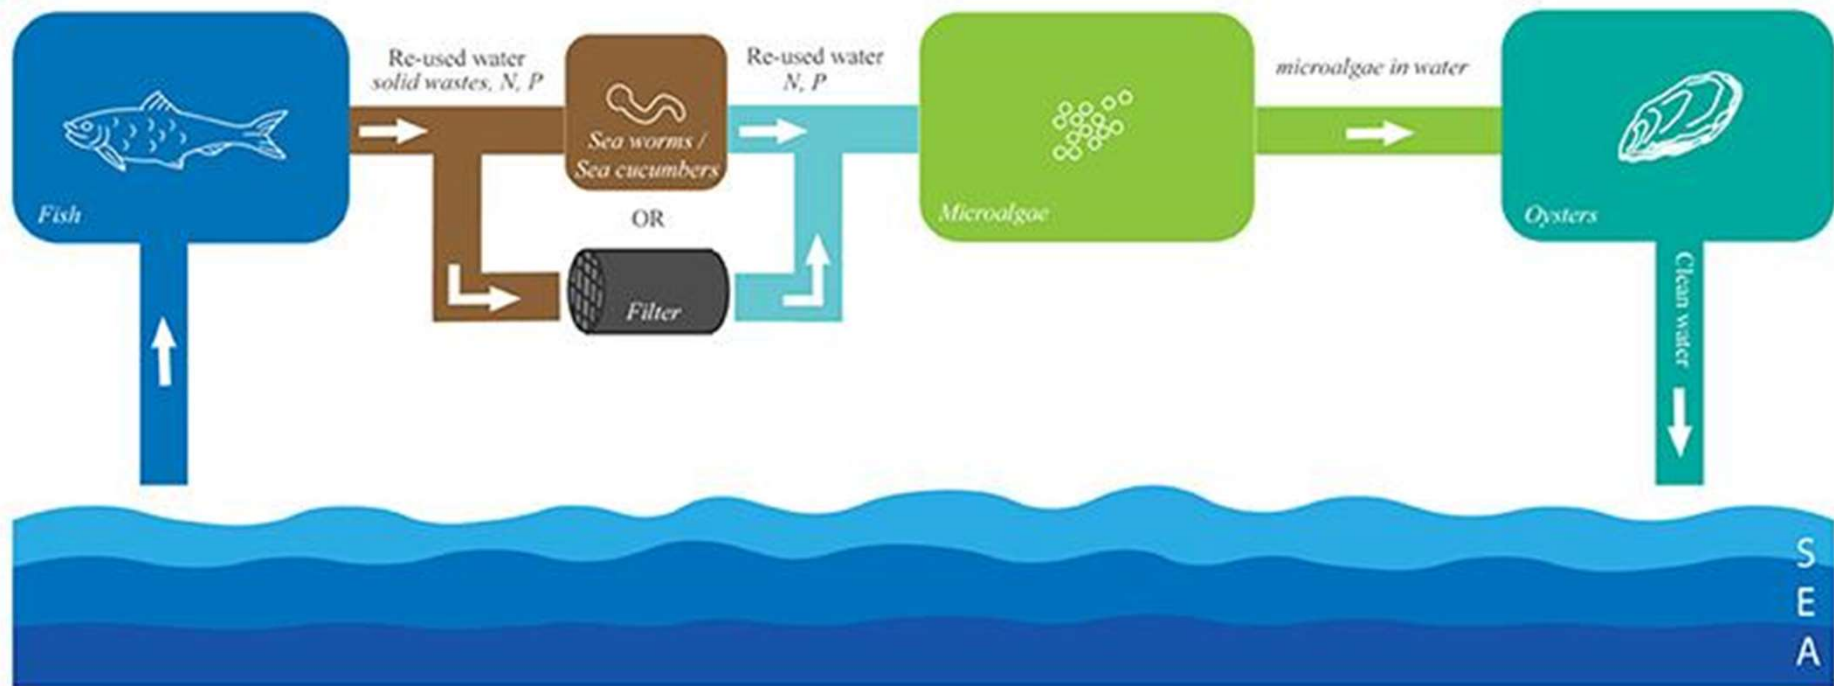 Re-used water
solid wastes, N, P
Re-used water
N, P
microalgae in water
Sea worms /
Sea cucumbers
Fish
OR
Microalgae
Oysters
Filter
Clean water
SEA